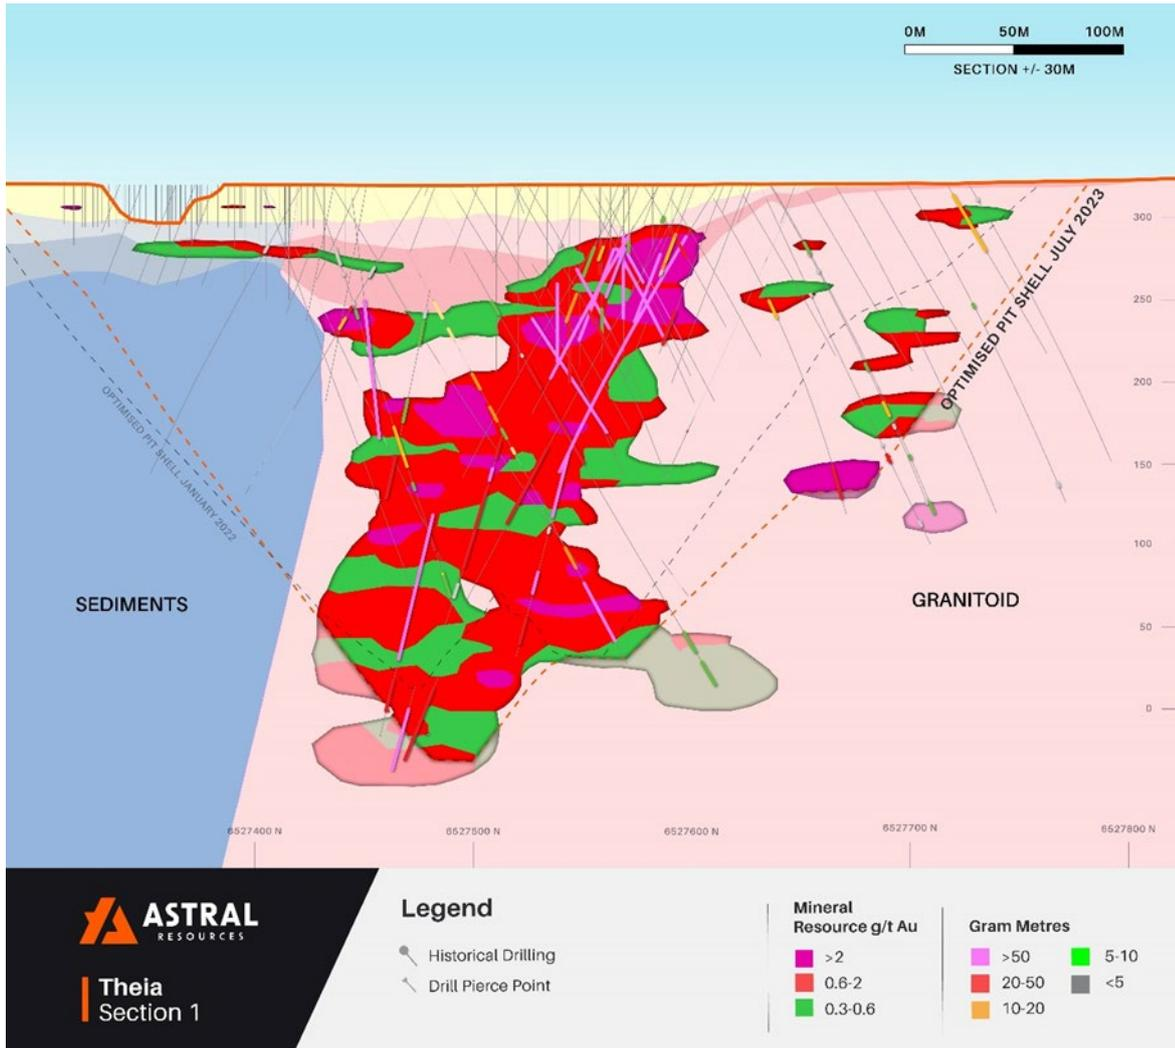 0M 50M 100M
SECTION +/- 30M
300
250
200
150
100
50
0
OPTIMISED PIT SHELL JULY 2023
OPTIMISED PIT SHELL JANUARY 2022
SEDIMENTS
GRANITOID
6527400 N 6527500 N 6527600 N 6527700 N 6527800 N
ASTRAL
RESOURCES
Theia
Section 1
Legend
Historical Drilling
Drill Pierce Point
Mineral
Resource g/t Au
>2
0.6-2
0.3-0.6
Gram Metres
>50
20-50
10-20
5-10
<5